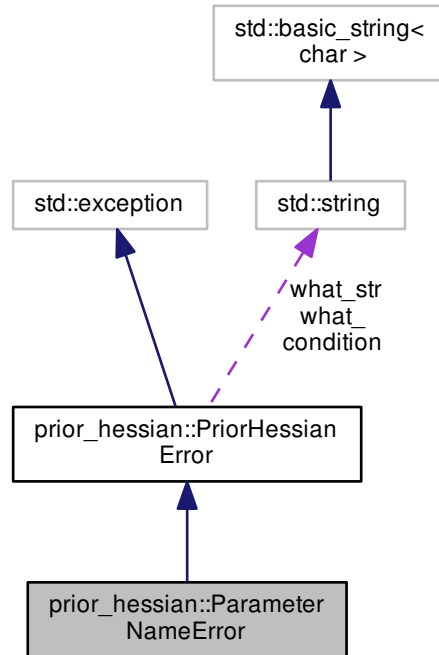 std::basic_string<
char >
std::exception
std::string
what_str
what_
condition
prior_hessian::PriorHessian
Error
prior_hessian::Parameter
NameError